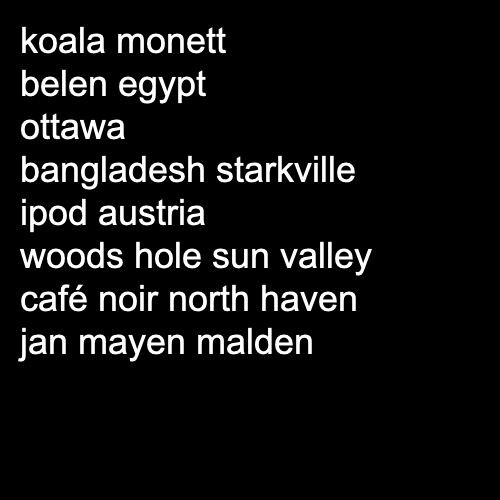 koala monett
belen egypt
ottawa
bangladesh starkville
ipod austria
woods hole sun valley
café noir north haven
jan mayen malden